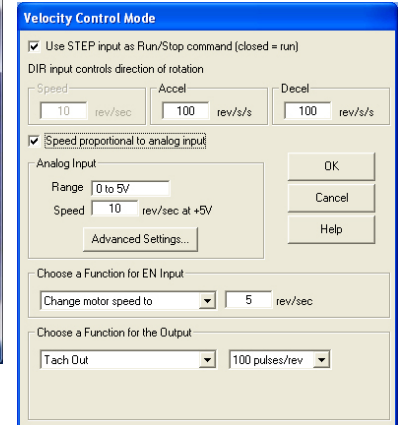 Velocity Control Mode
Use STEP input as Run/Stop command (closed = run)
DIR input controls direction of rotation
Speed Accel Decel
10 rev/sec 100 rev/s/s 100 rev/s/s
Speed proportional to analog input
Analog Input
Range 0 to 5V
Speed 10 rev/sec at +5V
Advanced Settings...
OK
Cancel
Help
Choose a Function for EN Input
Change motor speed to 5 rev/sec
Choose a Function for the Output
Tach Out 100 pulses/rev